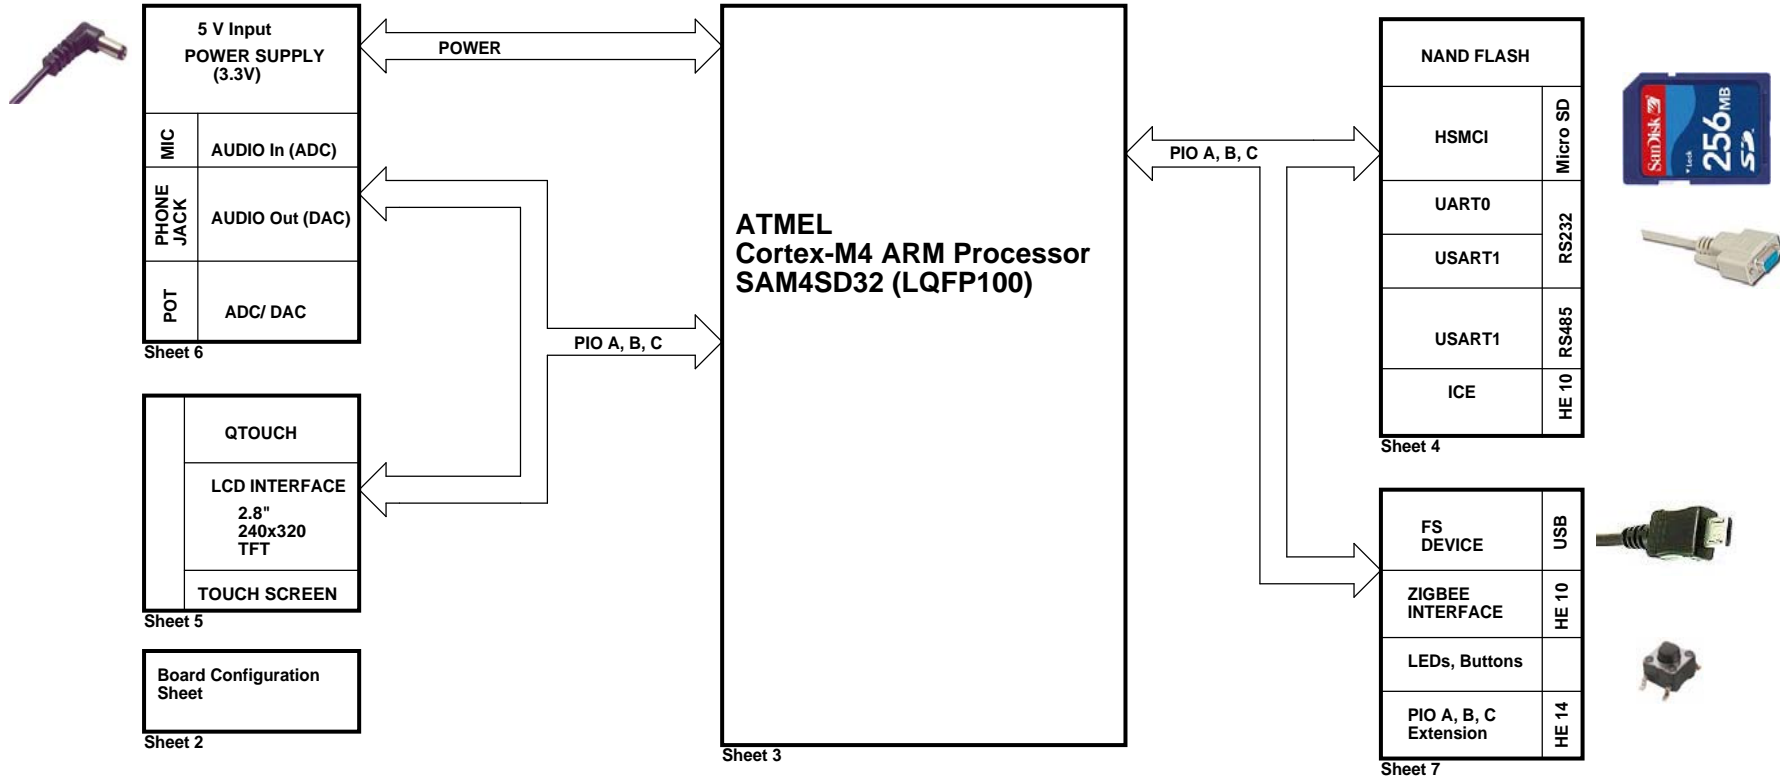 5 V Input
POWER SUPPLY
(3.3V)
MIC
AUDIO In (ADC)
PHONE
JACK
AUDIO Out (DAC)
POT
ADC/ DAC
Sheet 6
POWER
PIO A, B, C
QTOUCH
LCD INTERFACE
2.8"
240x320
TFT
TOUCH SCREEN
Sheet 5
Board Configuration
Sheet
Sheet 2
ATMEL
Cortex-M4 ARM Processor
SAM4SD32 (LQFP100)
Sheet 3
PIO A, B, C
NAND FLASH
HSMCI
Micro SD
UART0
USART1
RS232
USART1
RS485
ICE
HE 10
Sheet 4
SanDisk
Lock
256MB
SD
FS
DEVICE
USB
ZIGBEE
INTERFACE
HE 10
LEDs, Buttons
PIO A, B, C
Extension
HE 14
Sheet 7